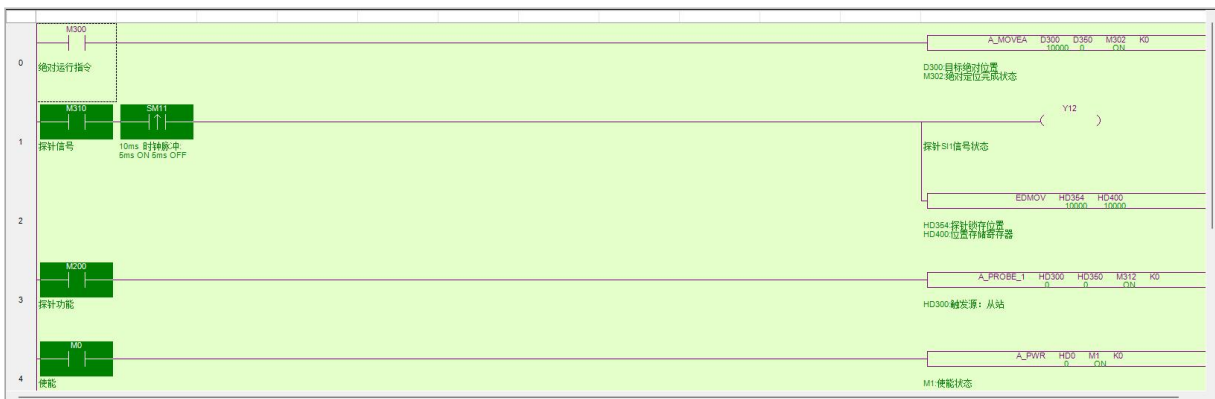 M300
A_MOVEA D300 D350 M302 K0
10000 0 ON
0
绝对运行指令
D300:目标绝对位置
M302:绝对定位完成状态
M310 SM11
Y12
1
探针信号
10ms 时钟脉冲:
5ms ON 5ms OFF
探针SI1信号状态
EDMOV HD354 HD400
10000 10000
2
HD354:探针锁存位置
HD400:位置存储寄存器
M200
A_PROBE_1 HD300 HD350 M312 K0
0 0 ON
3
探针功能
HD300:触发源：从站
M0
A_PWR HD0 M1 K0
0 ON
4
使能
M1:使能状态